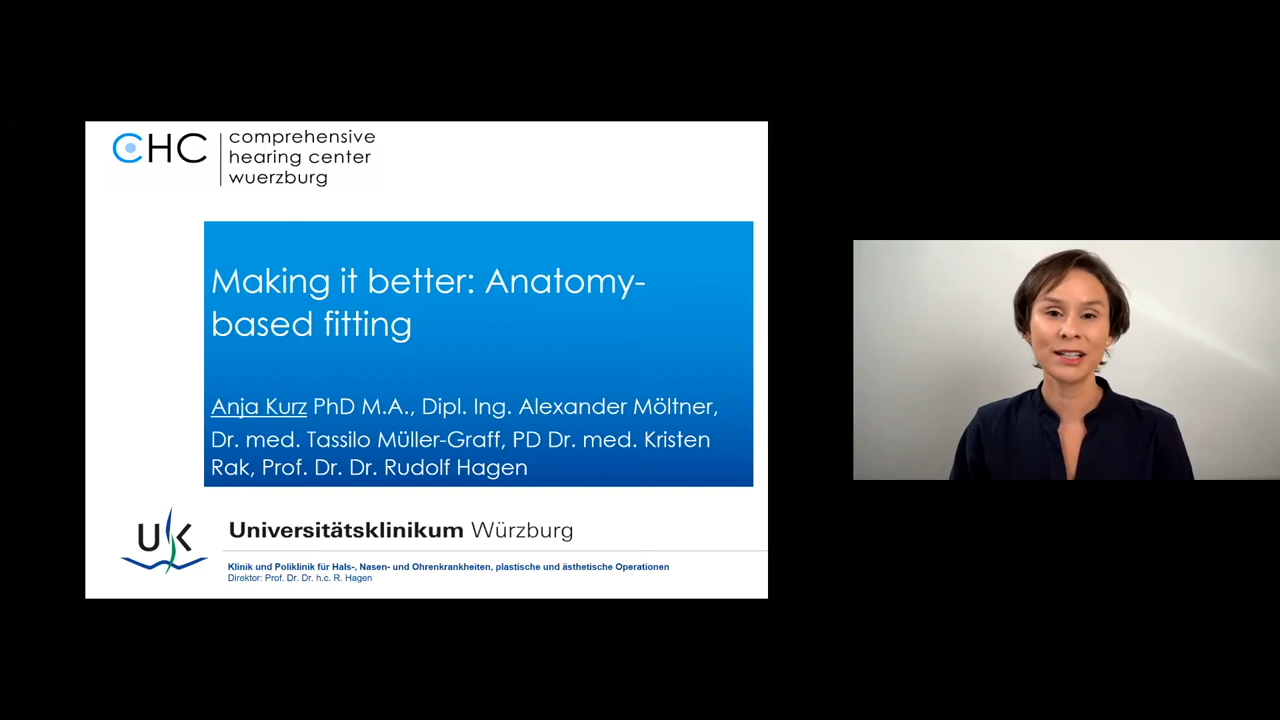 CHC
comprehensive
hearing center
wuerzburg
Making it better: Anatomy-
based fitting
Anja Kurz PhD M.A., Dipl. Ing. Alexander Möltner,
Dr. med. Tassilo Müller-Graff, PD Dr. med. Kristen
Rak, Prof. Dr. Dr. Rudolf Hagen
UK
Universitätsklinikum Würzburg
Klinik und Poliklinik für Hals-, Nasen- und Ohrenkrankheiten, plastische und ästhetische Operationen
Direktor: Prof. Dr. Dr. h.c. R. Hagen